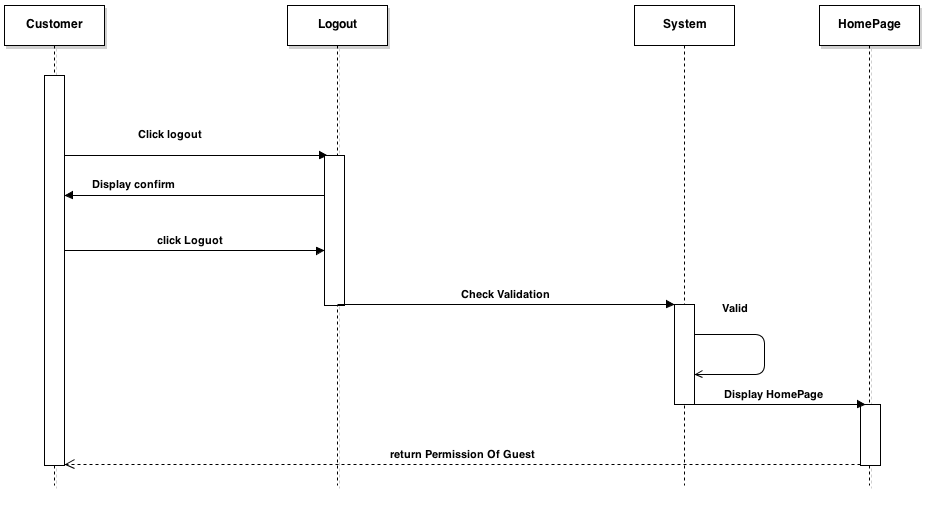 Customer
Logout
System
HomePage
Click logout
Display confirm
click Loguot
Check Validation
Valid
Display HomePage
return Permission Of Guest